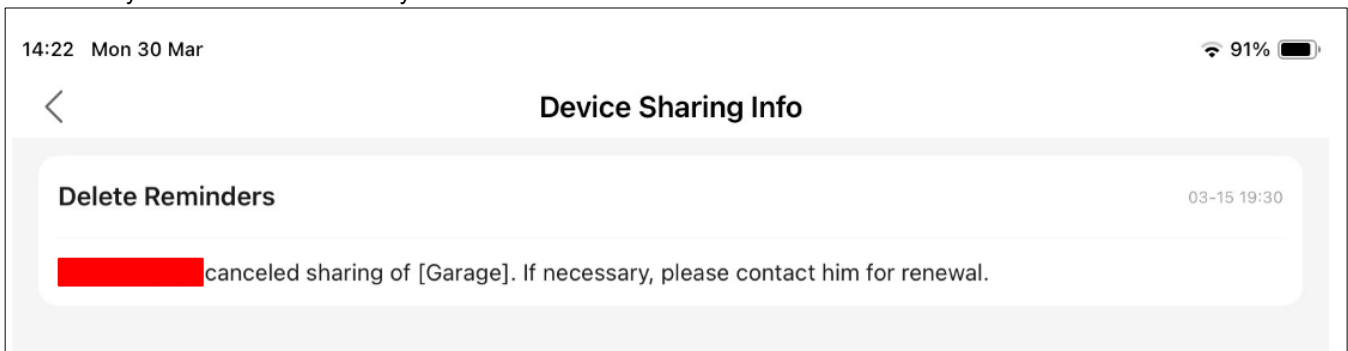 14:22 Mon 30 Mar 91%
Device Sharing Info
Delete Reminders 03-15 19:30
canceled sharing of [Garage]. If necessary, please contact him for renewal.